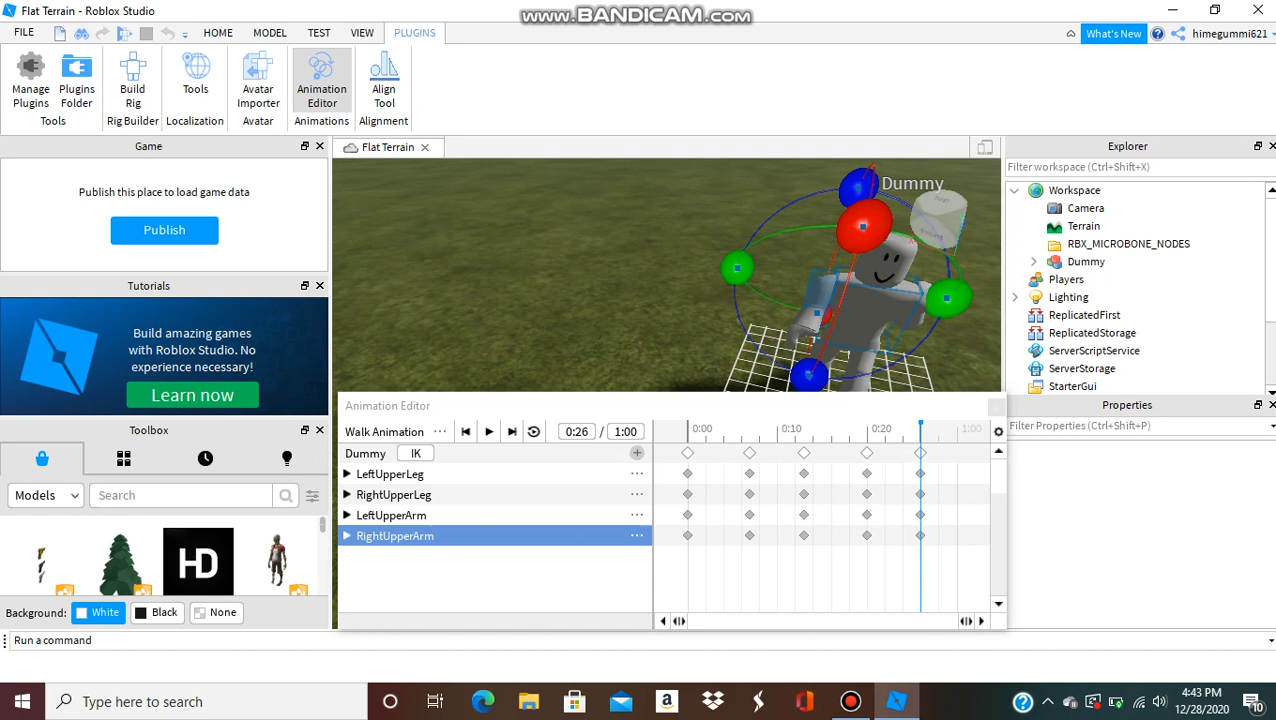 Flat Terrain - Roblox Studio
www.BANDICAM.com
FILE
HOME
MODEL
TEST
VIEW
PLUGINS
What's New
himegummi621
Manage Plugins
Plugins Folder
Build Rig
Tools
Avatar Importer
Animation Editor
Align Tool
Tools
Rig Builder
Localization
Avatar
Animations
Alignment
Game
Publish this place to load game data
Publish
Tutorials
Build amazing games
with Roblox Studio. No
experience necessary!
Learn now
Toolbox
Models
Search
HD
Background:
White
Black
None
Run a command
Flat Terrain
Dummy
Animation Editor
Walk Animation
0:26 / 1:00
0:00
0:10
0:20
1:00
Dummy
IK
LeftUpperLeg
RightUpperLeg
LeftUpperArm
RightUpperArm
Explorer
Filter workspace (Ctrl+Shift+X)
Workspace
Camera
Terrain
RBX_MICROBONE_NODES
Dummy
Players
Lighting
ReplicatedFirst
ReplicatedStorage
ServerScriptService
ServerStorage
StarterGui
Properties
Filter Properties (Ctrl+Shift+P)
Type here to search
4:43 PM
12/28/2020
10